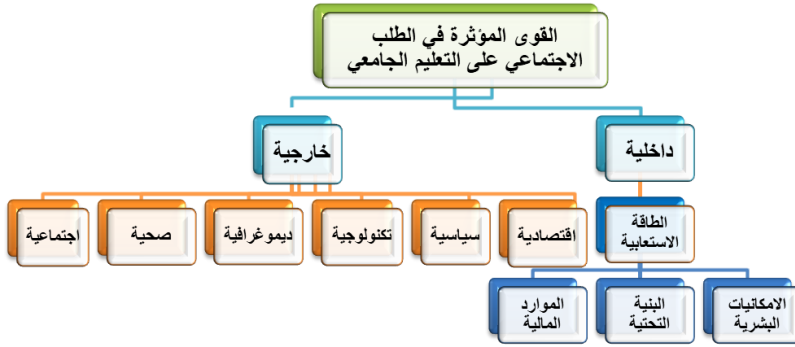 القوى المؤثرة في الطلب
الاجتماعي على التعليم الجامعي
داخلية
خارجية
الطاقة
الاستعابية
اقتصادية
سياسية
تكنولوجية
ديموغرافية
صحية
اجتماعية
الامكانيات
البشرية
البنية
التحتية
الموارد
المالية